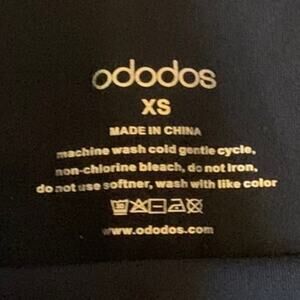 ododos
XS
MADE IN CHINA
machine wash cold gentle cycle,
non-chlorine bleach, do not iron,
do not use softner, wash with like color
www.ododos.com